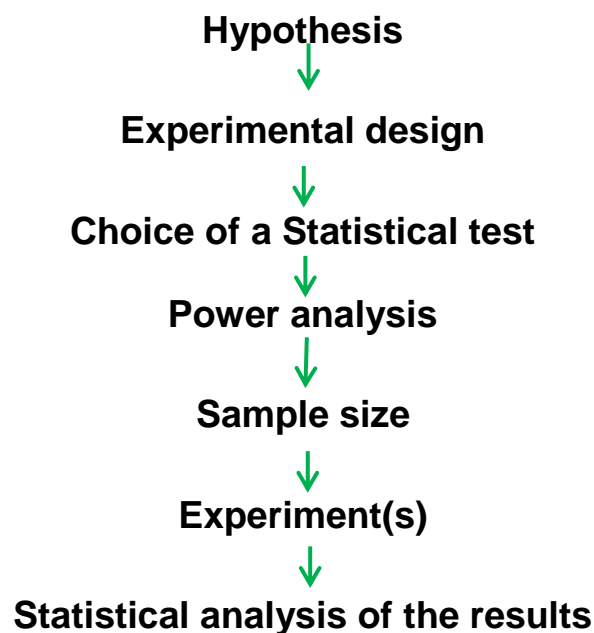 Hypothesis
Experimental design
Choice of a Statistical test
Power analysis
Sample size
Experiment(s)
Statistical analysis of the results